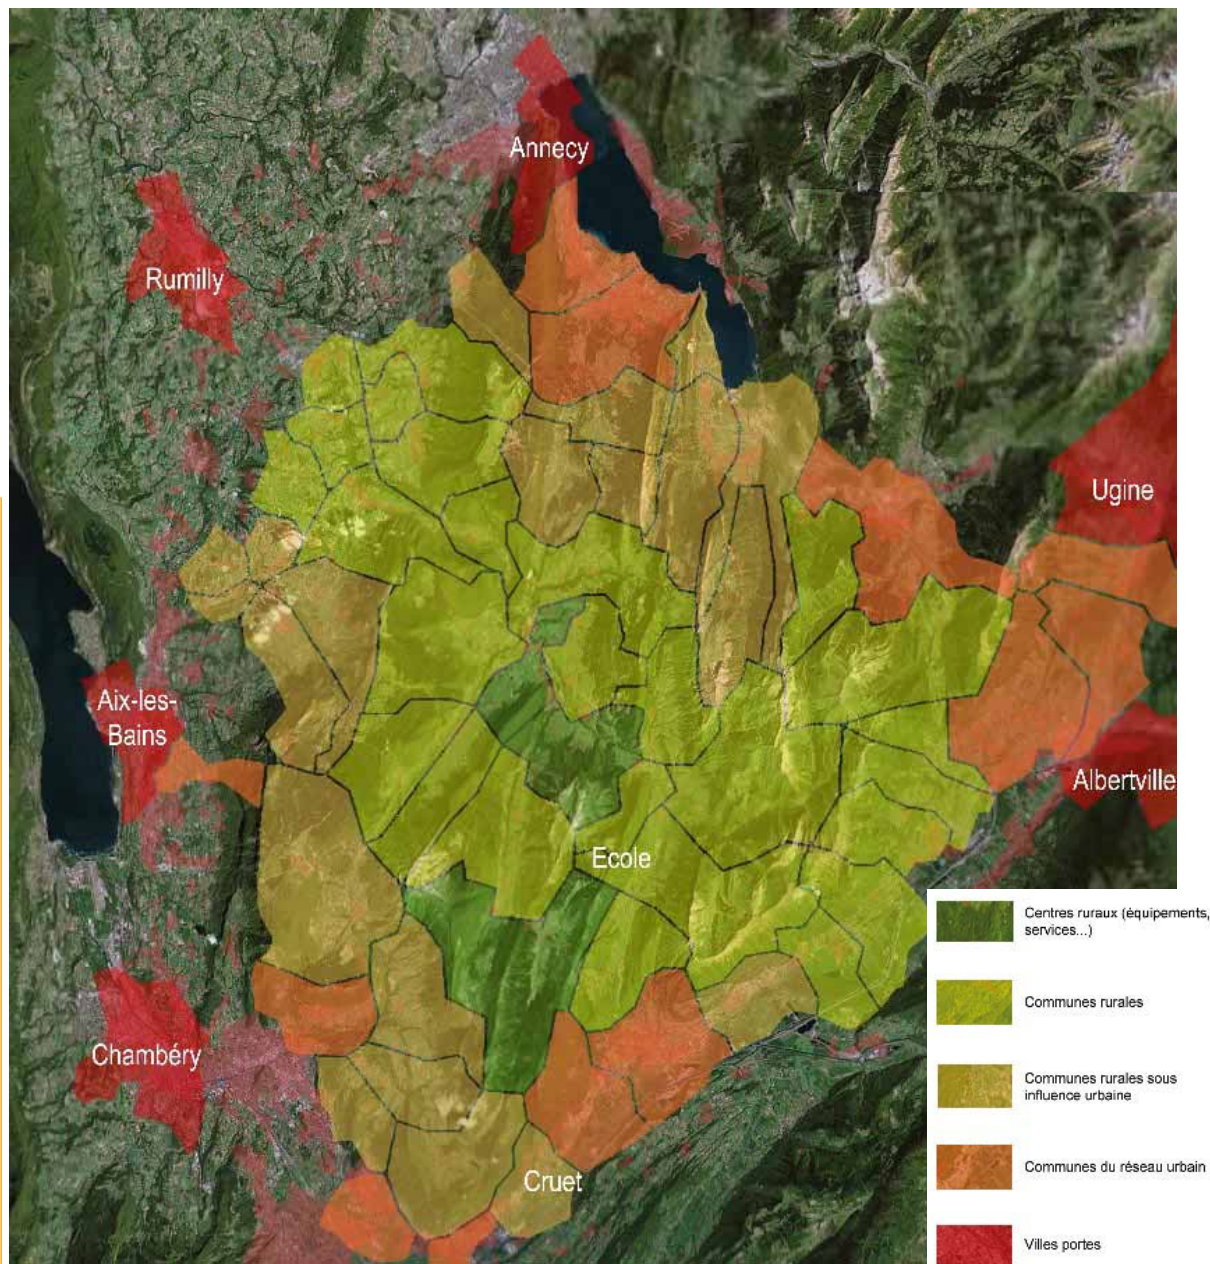 Annecy
Rumilly
Ugine
Aix-les-
Bains
Albertville
Ecole
Chambéry
Cruet
Centres ruraux (équipements,
services...)
Communes rurales
Communes rurales sous
influence urbaine
Communes du réseau urbain
Villes portes